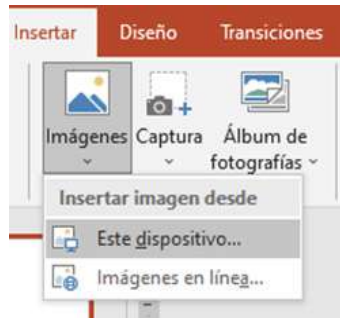 Insertar Diseño Transiciones
Imágenes Captura Álbum de
fotografías
Insertar imagen desde
Este dispositivo...
Imágenes en línea...